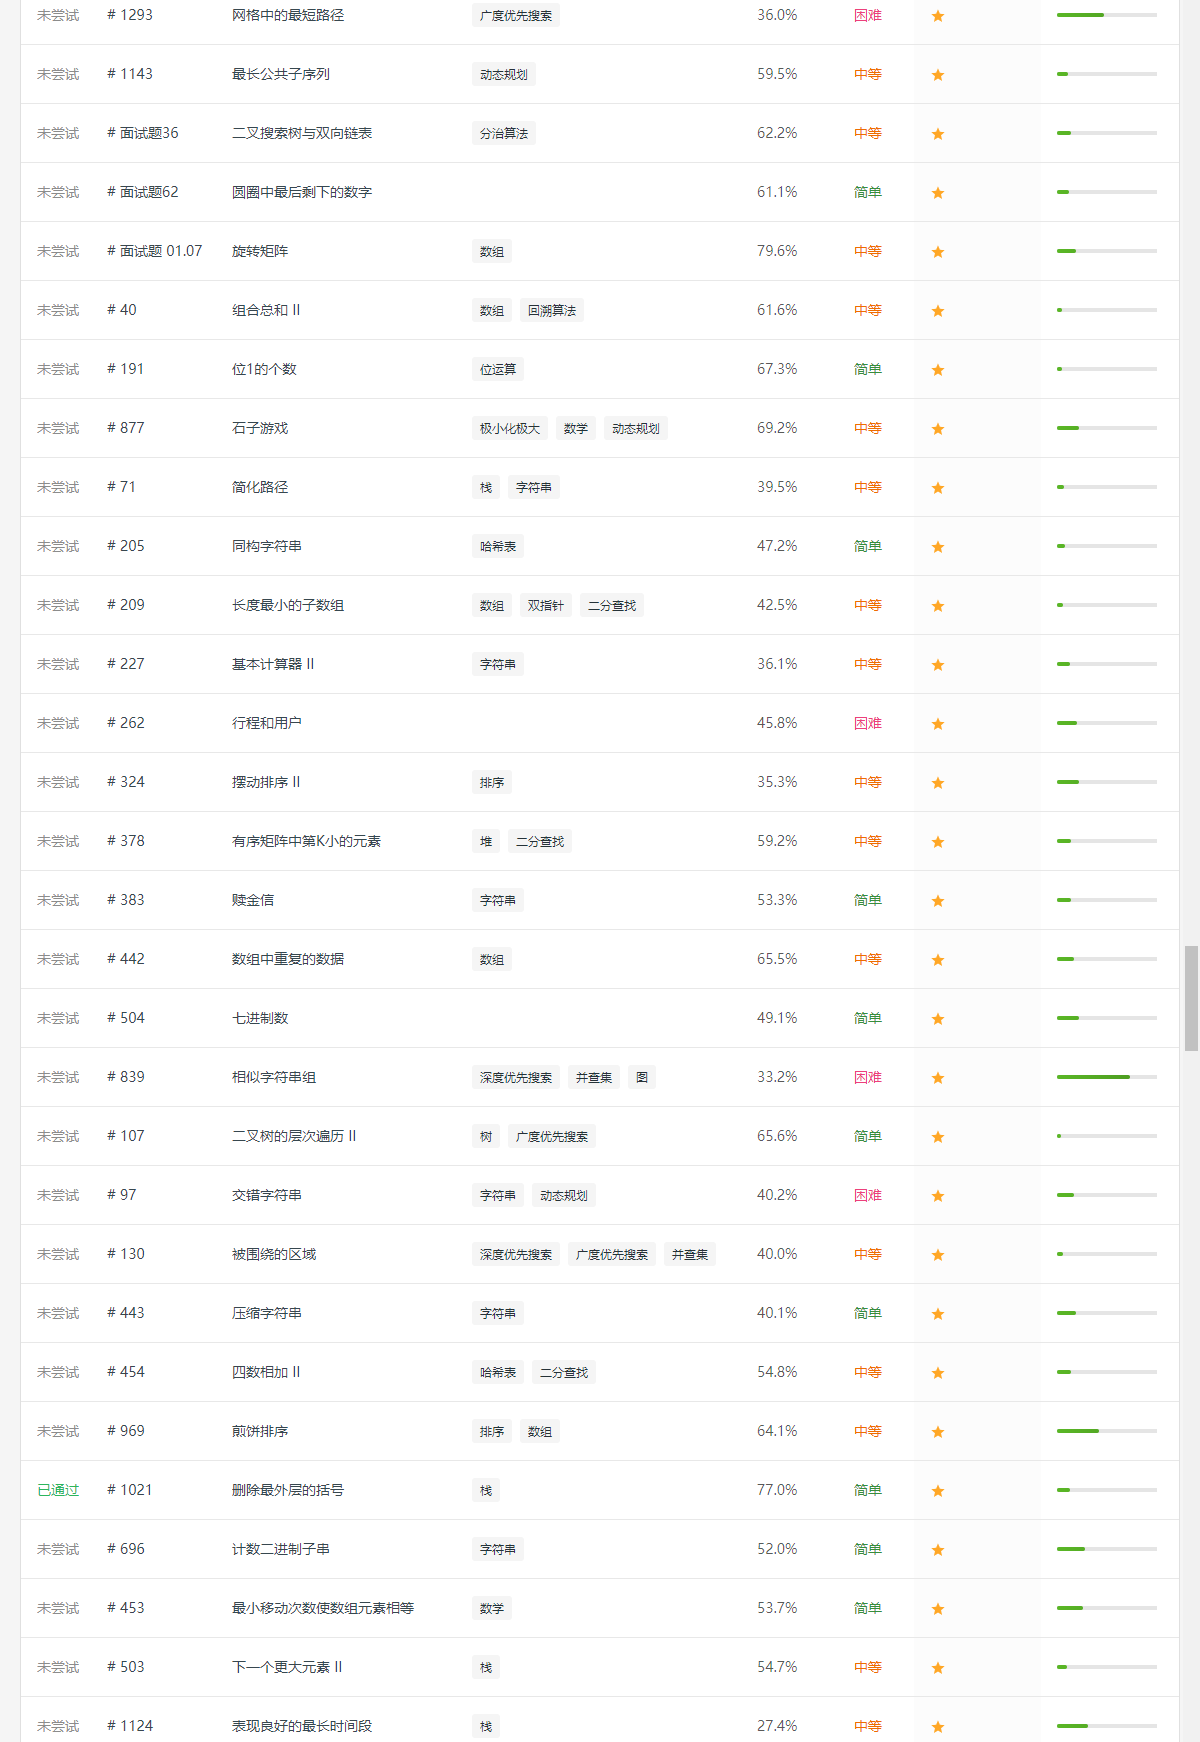 未尝试 # 1293 网格中的最短路径 广度优先搜索 36.0% 困难
未尝试 # 1143 最长公共子序列 动态规划 59.5% 中等
未尝试 # 面试题36 二叉搜索树与双向链表 分治算法 62.2% 中等
未尝试 # 面试题62 圆圈中最后剩下的数字 61.1% 简单
未尝试 # 面试题 01.07 旋转矩阵 数组 79.6% 中等
未尝试 # 40 组合总和 II 数组 回溯算法 61.6% 中等
未尝试 # 191 位1的个数 位运算 67.3% 简单
未尝试 # 877 石子游戏 极小化极大 数学 动态规划 69.2% 中等
未尝试 # 71 简化路径 栈 字符串 39.5% 中等
未尝试 # 205 同构字符串 哈希表 47.2% 简单
未尝试 # 209 长度最小的子数组 数组 双指针 二分查找 42.5% 中等
未尝试 # 227 基本计算器 II 字符串 36.1% 中等
未尝试 # 262 行程和用户 45.8% 困难
未尝试 # 324 摆动排序 II 排序 35.3% 中等
未尝试 # 378 有序矩阵中第K小的元素 堆 二分查找 59.2% 中等
未尝试 # 383 赎金信 字符串 53.3% 简单
未尝试 # 442 数组中重复的数据 数组 65.5% 中等
未尝试 # 504 七进制数 49.1% 简单
未尝试 # 839 相似字符串组 深度优先搜索 并查集 图 33.2% 困难
未尝试 # 107 二叉树的层次遍历 II 树 广度优先搜索 65.6% 简单
未尝试 # 97 交错字符串 字符串 动态规划 40.2% 困难
未尝试 # 130 被围绕的区域 深度优先搜索 广度优先搜索 并查集 40.0% 中等
未尝试 # 443 压缩字符串 字符串 40.1% 简单
未尝试 # 454 四数相加 II 哈希表 二分查找 54.8% 中等
未尝试 # 969 煎饼排序 排序 数组 64.1% 中等
已通过 # 1021 删除最外层的括号 栈 77.0% 简单
未尝试 # 696 计数二进制子串 字符串 52.0% 简单
未尝试 # 453 最小移动次数使数组元素相等 数学 53.7% 简单
未尝试 # 503 下一个更大元素 II 栈 54.7% 中等
未尝试 # 1124 表现良好的最长时间段 栈 27.4% 中等